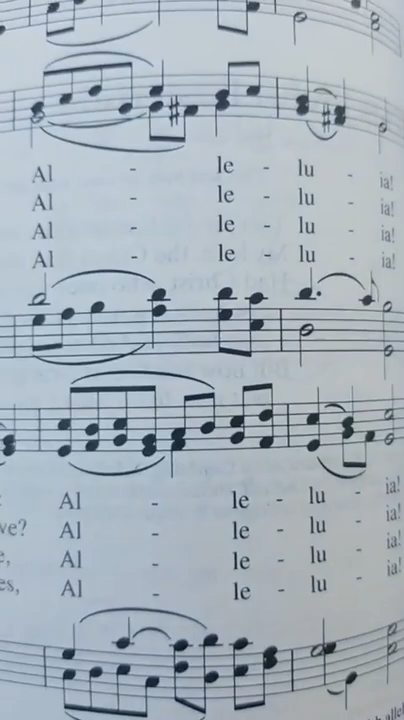 Al - le - lu - ia!
Al - le - lu - ia!
Al - le - lu - ia!
Al - le - lu - ia!
Al - le - lu - ia!
ve? Al - le - lu - ia!
e, Al - le - lu - ia!
es, Al - le - lu - ia!